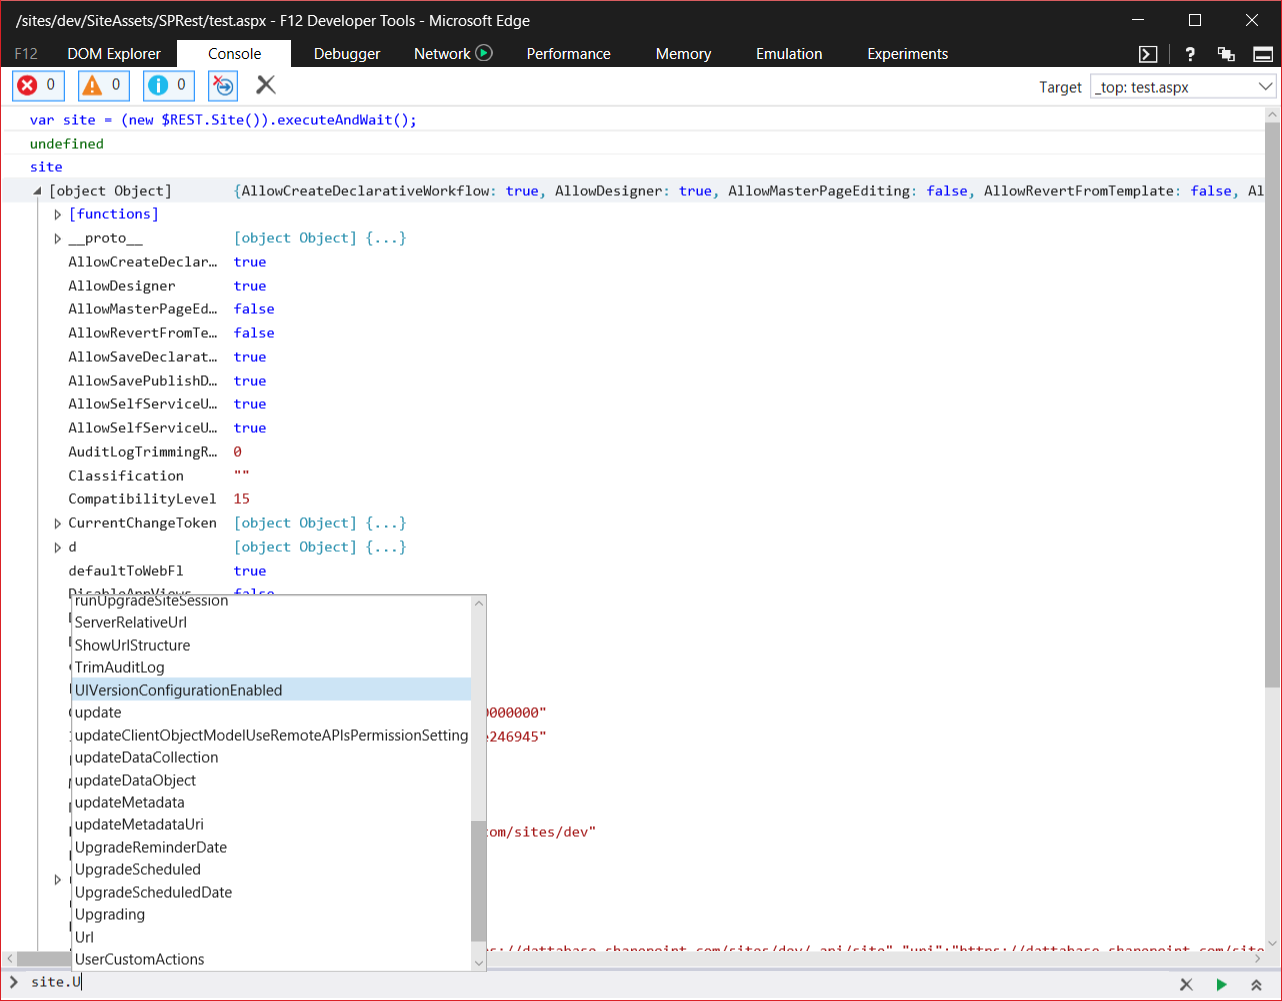 /sites/dev/SiteAssets/SPRest/test.aspx - F12 Developer Tools - Microsoft Edge
F12 DOM Explorer Console Debugger Network Performance Memory Emulation Experiments ?
0 0 0 Target _top: test.aspx
var site = (new $REST.Site()).executeAndWait();
undefined
site
[object Object] {AllowCreateDeclarativeWorkflow: true, AllowDesigner: true, AllowMasterPageEditing: false, AllowRevertFromTemplate: false, Al
[functions]
__proto__ [object Object] {...}
AllowCreateDeclar... true
AllowDesigner true
AllowMasterPageEd... false
AllowRevertFromTe... false
AllowSaveDeclarat... true
AllowSavePublishD... true
AllowSelfServiceU... true
AllowSelfServiceU... true
AuditLogTrimmingR... 0
Classification ""
CompatibilityLevel 15
CurrentChangeToken [object Object] {...}
d [object Object] {...}
defaultToWebFl true
DisableAppViews false
runUpgradeSiteSession
ServerRelativeUrl
ShowUrlStructure
TrimAuditLog
UIVersionConfigurationEnabled
update 0000000"
updateClientObjectModelUseRemoteAPIsPermissionSetting 246945"
updateDataCollection
updateDataObject
updateMetadata
updateMetadataUri om/sites/dev"
UpgradeReminderDate
UpgradeScheduled
UpgradeScheduledDate
Upgrading
Url
s://dattabase.sharepoint.com/sites/dev/_api/site","uri":"https://dattabase.sharepoint.com/site
UserCustomActions
site.U